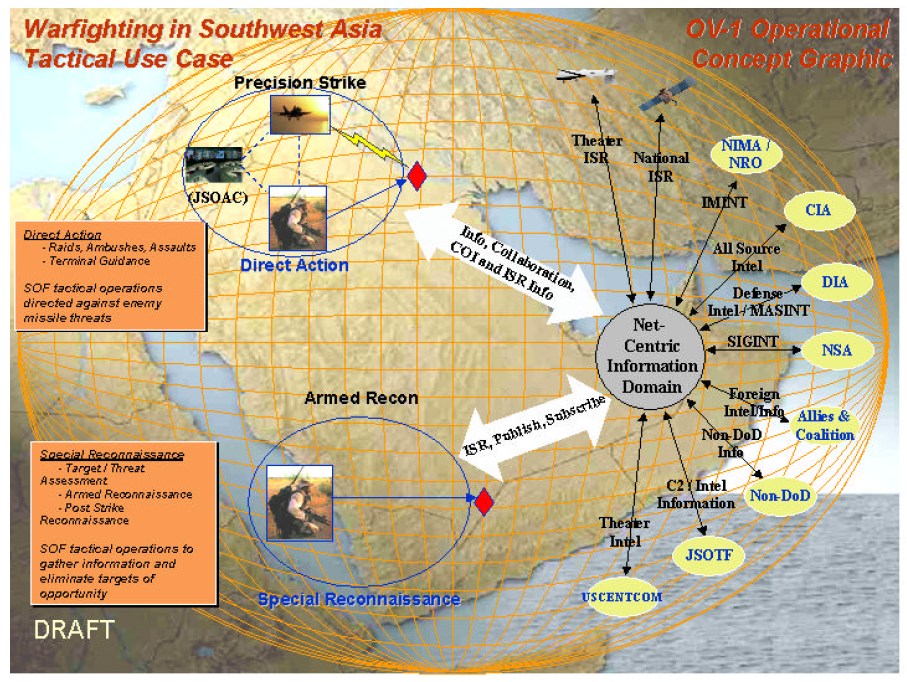 Warfighting in Southwest Asia
Tactical Use Case
OV-1 Operational
Concept Graphic
Precision Strike
(JSOAC)
Direct Action
Direct Action
- Raids, Ambushes, Assaults
- Terminal Guidance
SOF tactical operations
directed against enemy
missile threats
Info, Collaboration,
COI and ISR Info
Theater
ISR
National
ISR
NIMA /
NRO
IMINT
CIA
All Source
Intel
DIA
Defense
Intel / MASINT
Net-
Centric
Information
Domain
SIGINT
NSA
Foreign
Intel/Info
Allies &
Coalition
Non-DoD
Info
Non-DoD
C2 / Intel
Information
JSOTF
Theater
Intel
USCENTCOM
Armed Recon
ISR, Publish, Subscribe
Special Reconnaissance
Special Reconnaissance
- Target / Threat
Assessment
- Armed Reconnaissance
- Post Strike
Reconnaissance
SOF tactical operations to
gather information and
eliminate targets of
opportunity
DRAFT